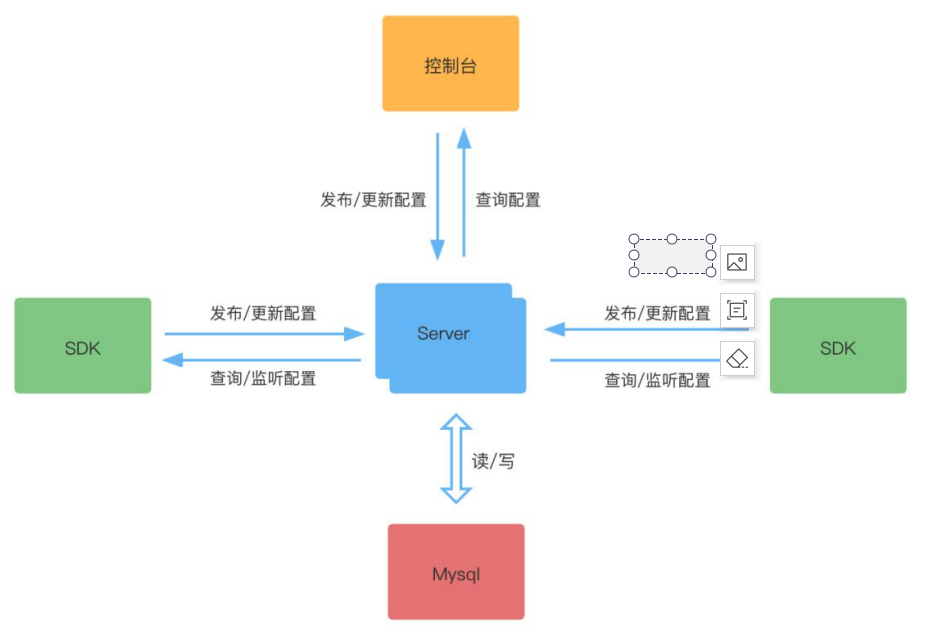 控制台
发布/更新配置
查询配置
发布/更新配置
发布/更新配置
SDK
Server
SDK
查询/监听配置
查询/监听配置
读/写
Mysql